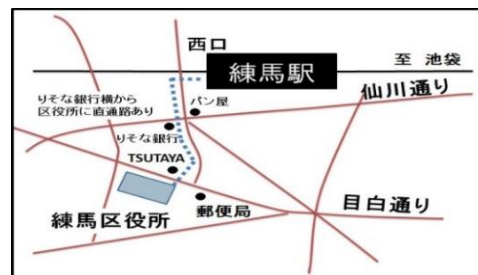 西口
至 池袋
練馬駅
仙川通り
りそな銀行横から
区役所に直通路あり
パン屋
りそな銀行
TSUTAYA
目白通り
練馬区役所
郵便局